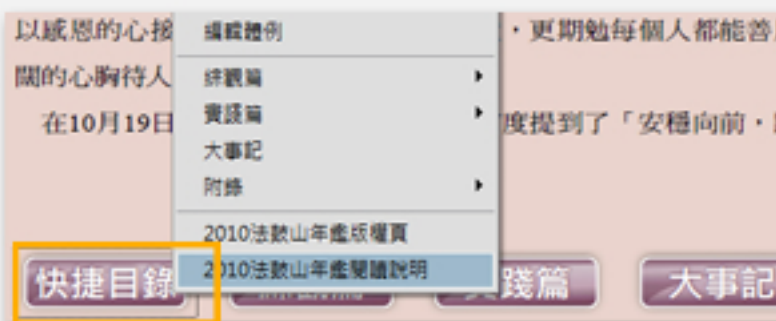 以感恩的心接
編輯體例
，更期勉每個人都能善
闊的心胸待人
綜觀篇
實踐篇
在10月19日
度提到了「安穩向前，
大事記
附錄
2010法鼓山年鑑版權頁
2010法鼓山年鑑閱讀說明
快捷目錄
踐篇
大事記